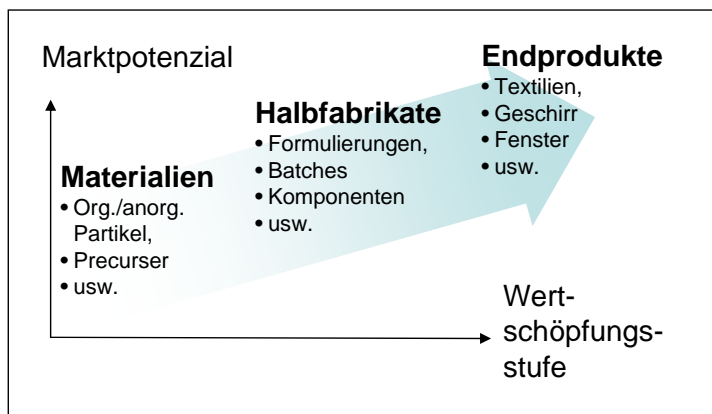 Marktpotenzial
Endprodukte
• Textilien,
• Geschirr
• Fenster
• usw.
Halbfabrikate
• Formulierungen,
• Batches
• Komponenten
• usw.
Materialien
• Org./anorg.
Partikel,
• Precurser
• usw.
Wert-
schöpfungs-
stufe